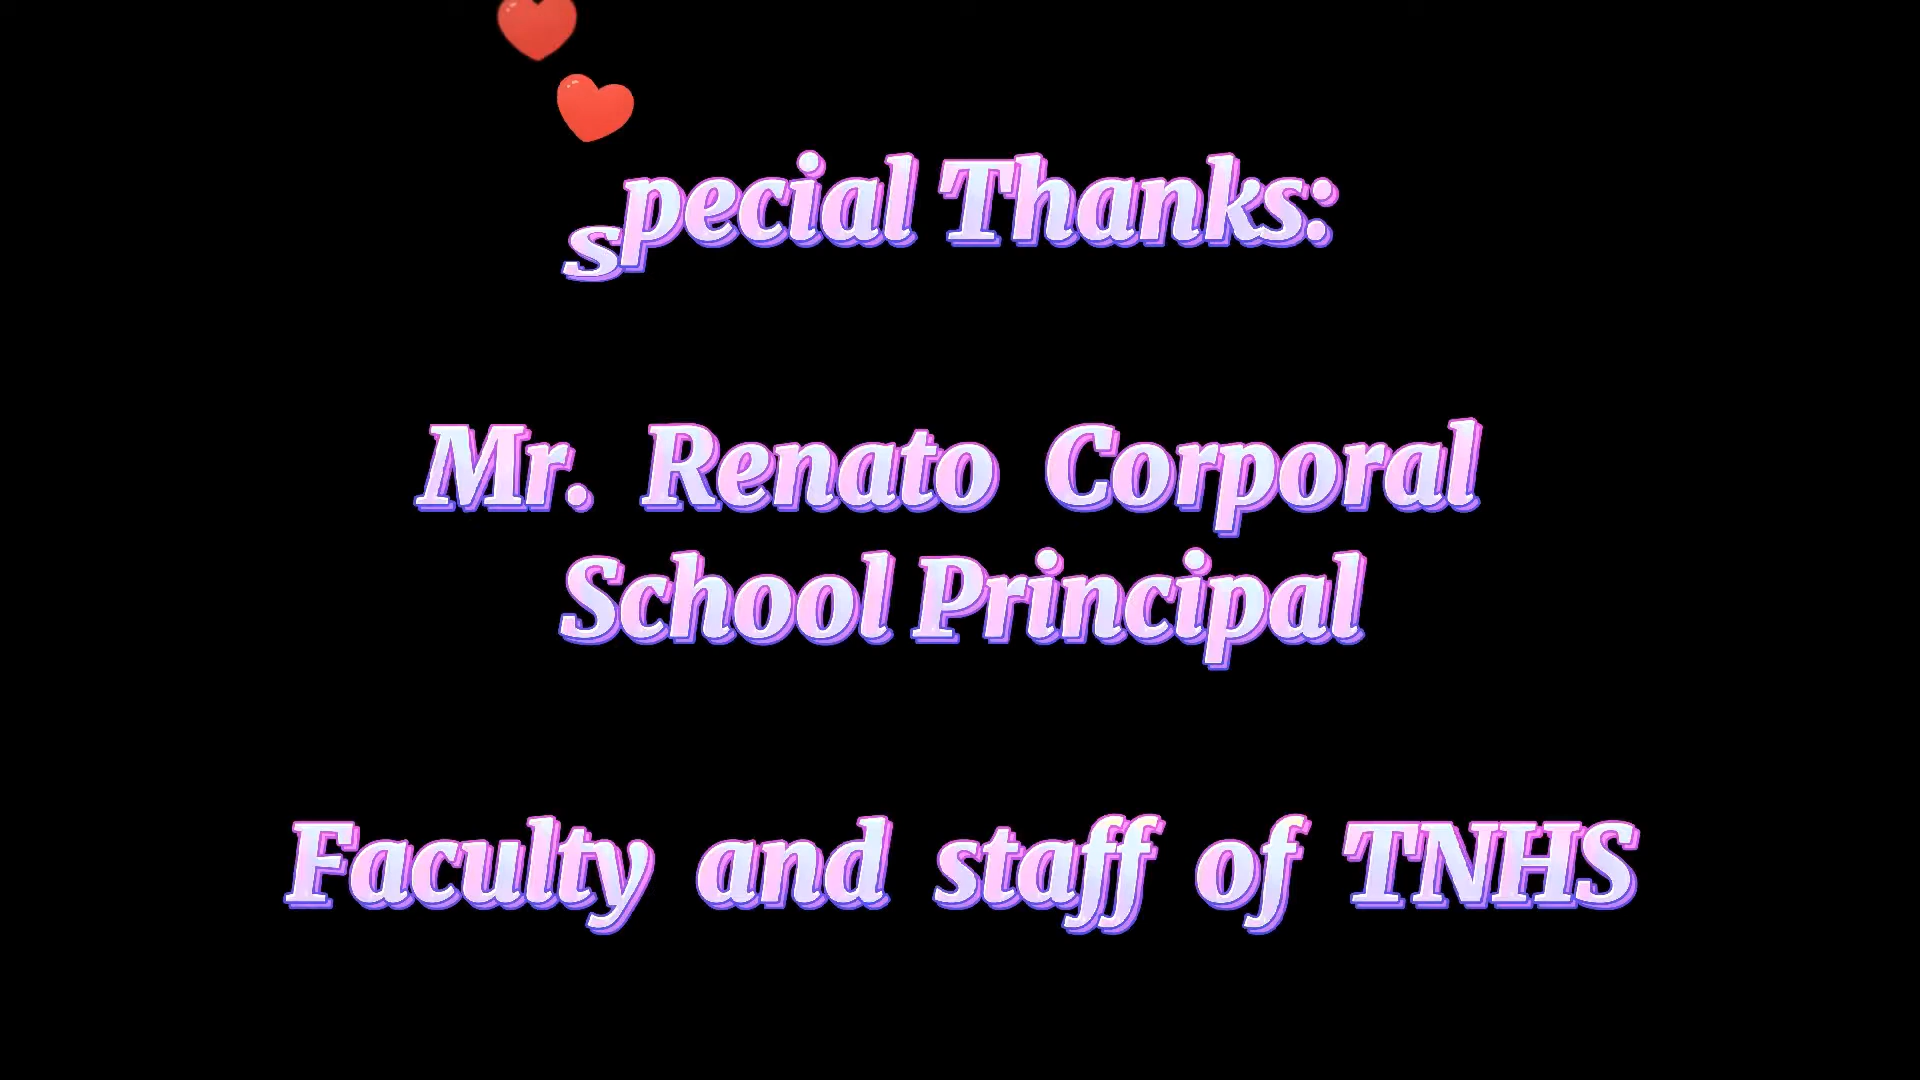 Special Thanks:
Mr. Renato Corporal
School Principal
Faculty and staff of TNHS